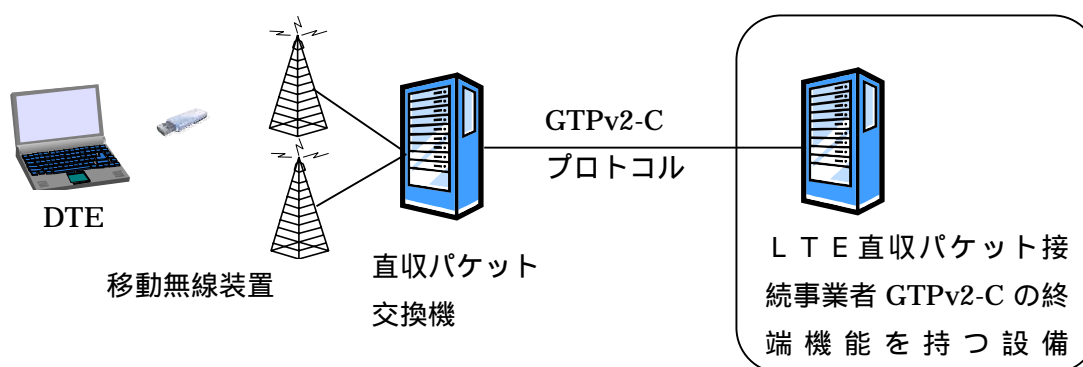 GTPv2-C
プロトコル
DTE
移動無線装置
直収パケット
交換機
ＬＴＥ直収パケット接
続事業者 GTPv2-C の終
端機能を持つ設備